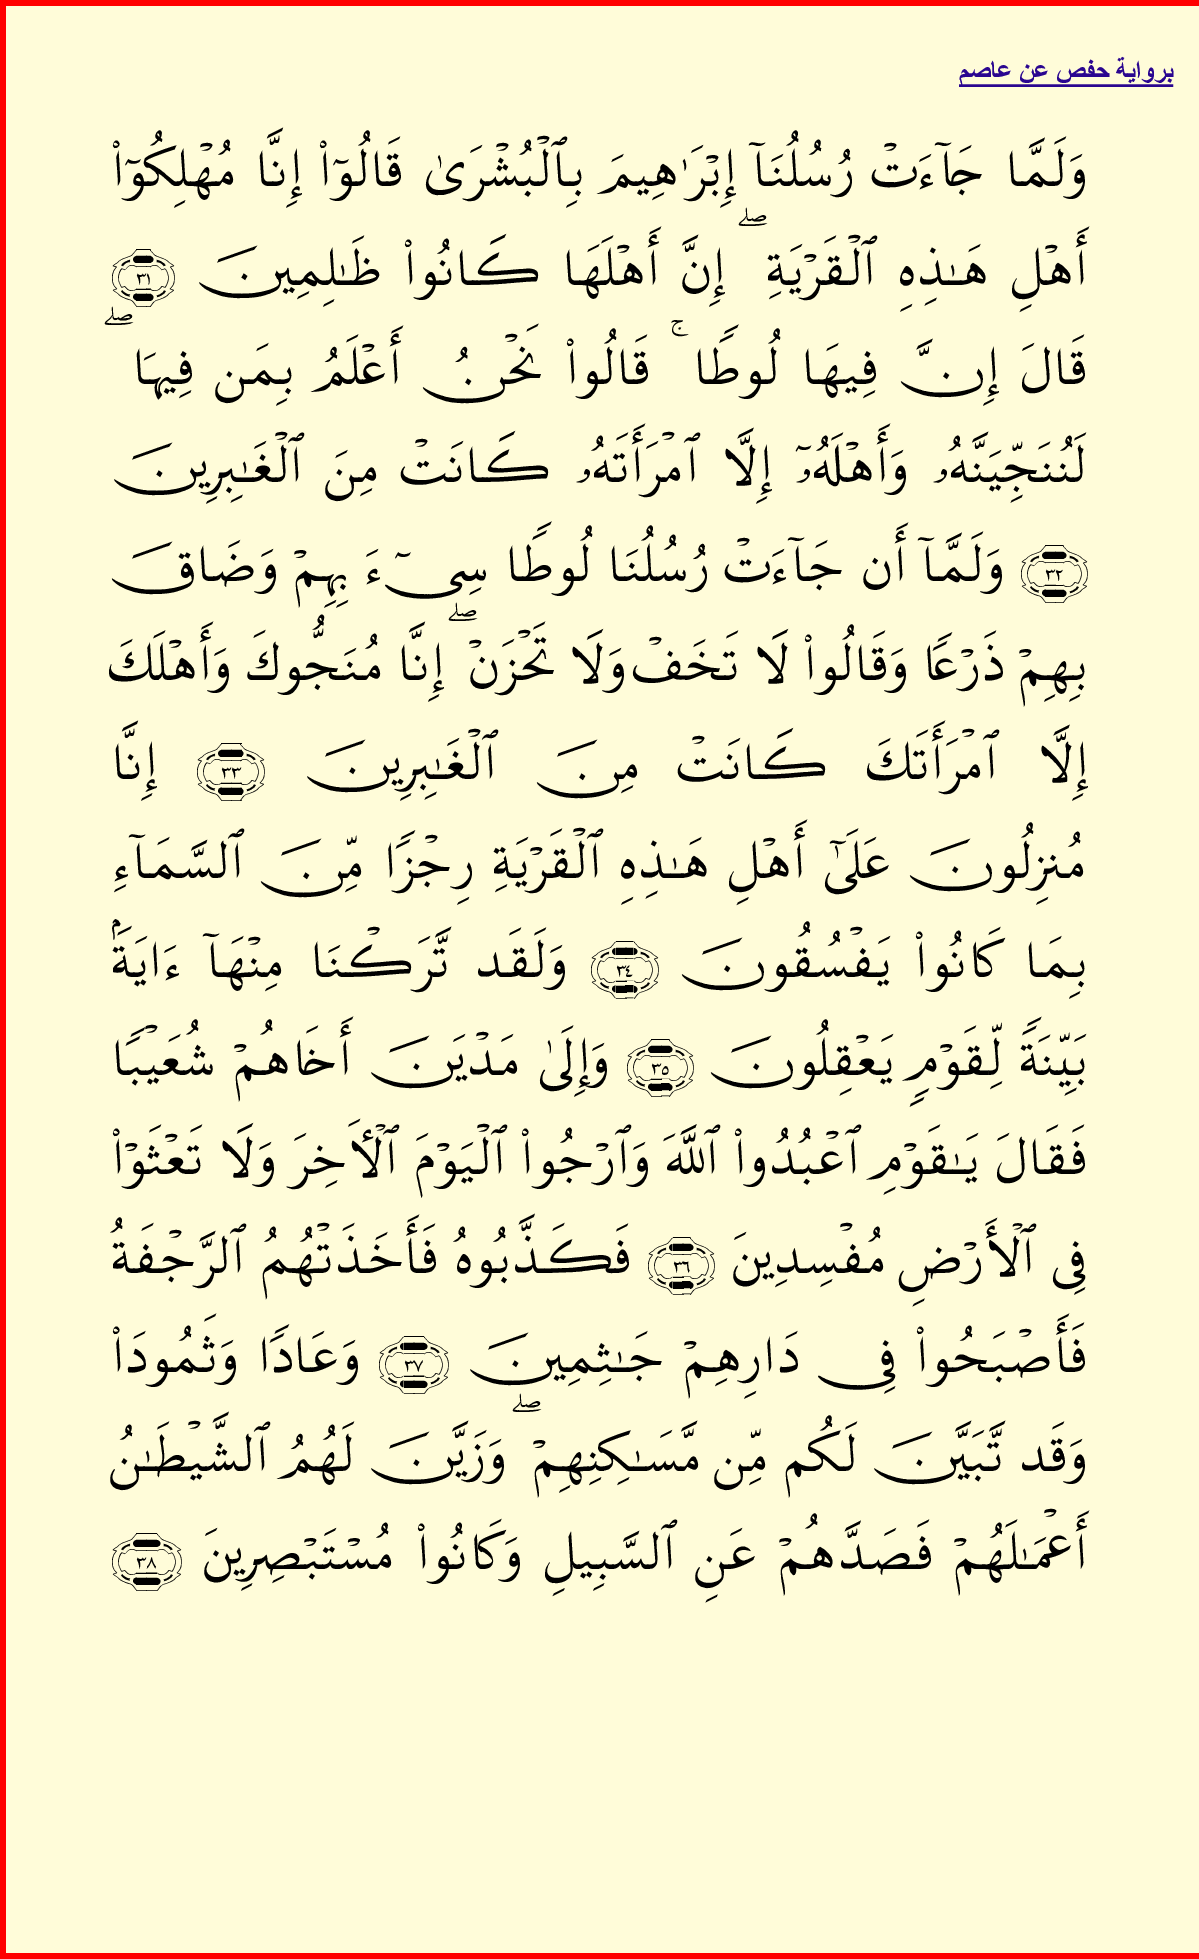 برواية حفص عن عاصم
وَلَمَّا جَآءَتْ رُسُلُنَآ إِبْرَٰهِيمَ بِٱلْبُشْرَىٰ قَالُوٓا۟ إِنَّا مُهْلِكُوٓا۟
أَهْلِ هَـٰذِهِ ٱلْقَرْيَةِ ۖ إِنَّ أَهْلَهَا كَانُوا۟ ظَـٰلِمِينَ ٣١
قَالَ إِنَّ فِيهَا لُوطًا ۚ قَالُوا۟ نَحْنُ أَعْلَمُ بِمَن فِيهَا ۖ
لَنُنَجِّيَنَّهُۥ وَأَهْلَهُۥٓ إِلَّا ٱمْرَأَتَهُۥ كَانَتْ مِنَ ٱلْغَـٰبِرِينَ
٣٢ وَلَمَّآ أَن جَآءَتْ رُسُلُنَا لُوطًا سِىٓءَ بِهِمْ وَضَاقَ
بِهِمْ ذَرْعًا وَقَالُوا۟ لَا تَخَفْ وَلَا تَحْزَنْ ۖ إِنَّا مُنَجُّوكَ وَأَهْلَكَ
إِلَّا ٱمْرَأَتَكَ كَانَتْ مِنَ ٱلْغَـٰبِرِينَ ٣٣ إِنَّا
مُنزِلُونَ عَلَىٰٓ أَهْلِ هَـٰذِهِ ٱلْقَرْيَةِ رِجْزًا مِّنَ ٱلسَّمَآءِ
بِمَا كَانُوا۟ يَفْسُقُونَ ٣٤ وَلَقَد تَّرَكْنَا مِنْهَآ ءَايَةًۢ
بَيِّنَةً لِّقَوْمٍ يَعْقِلُونَ ٣٥ وَإِلَىٰ مَدْيَنَ أَخَاهُمْ شُعَيْبًا
فَقَالَ يَـٰقَوْمِ ٱعْبُدُوا۟ ٱللَّهَ وَٱرْجُوا۟ ٱلْيَوْمَ ٱلْـَٔاخِرَ وَلَا تَعْثَوْا۟
فِى ٱلْأَرْضِ مُفْسِدِينَ ٣٦ فَكَذَّبُوهُ فَأَخَذَتْهُمُ ٱلرَّجْفَةُ
فَأَصْبَحُوا۟ فِى دَارِهِمْ جَـٰثِمِينَ ٣٧ وَعَادًا وَثَمُودَا۟
وَقَد تَّبَيَّنَ لَكُم مِّن مَّسَـٰكِنِهِمْ ۖ وَزَيَّنَ لَهُمُ ٱلشَّيْطَـٰنُ
أَعْمَـٰلَهُمْ فَصَدَّهُمْ عَنِ ٱلسَّبِيلِ وَكَانُوا۟ مُسْتَبْصِرِينَ ٣٨